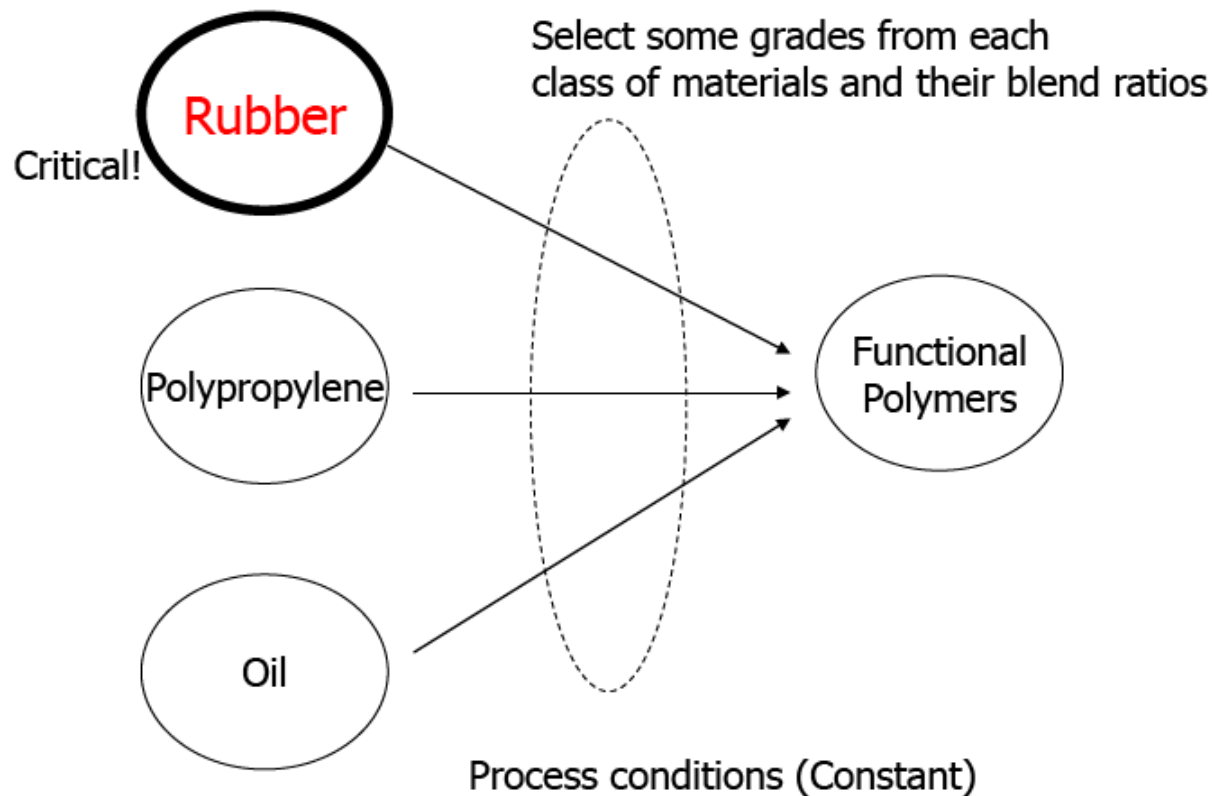 Select some grades from each
class of materials and their blend ratios
Rubber
Critical!
Polypropylene
Functional
Polymers
Oil
Process conditions (Constant)